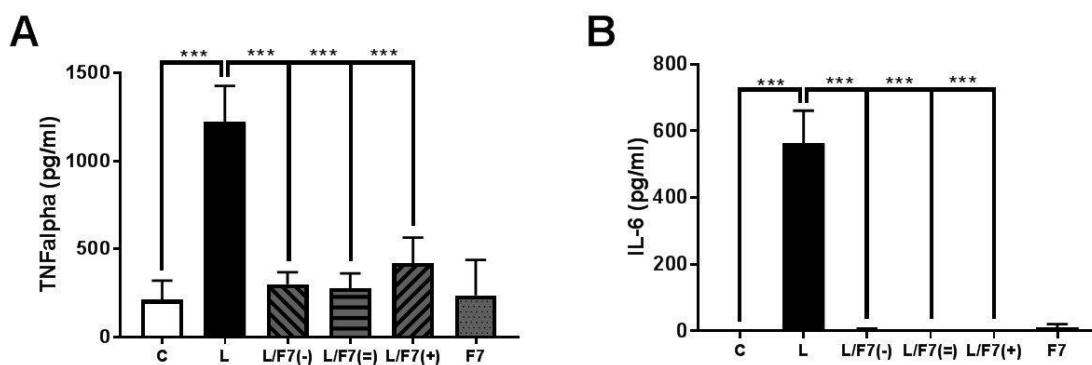 A
*** *** *** ***
TNFalpha (pg/ml)
1500
1000
500
0
C L L/F7(-) L/F7(=) L/F7(+) F7
B
*** *** *** ***
IL-6 (pg/ml)
800
600
400
200
0
C L L/F7(-) L/F7(=) L/F7(+) F7